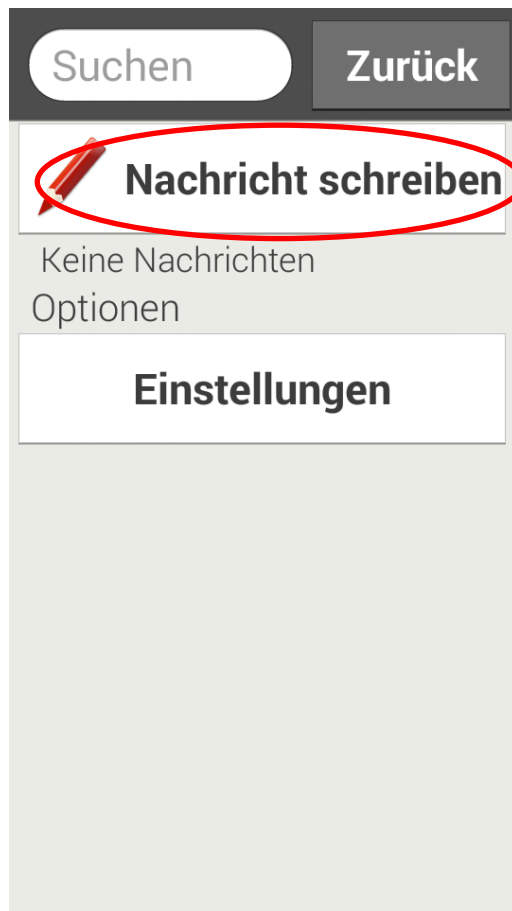 Suchen Zurück
Nachricht schreiben
Keine Nachrichten
Optionen
Einstellungen